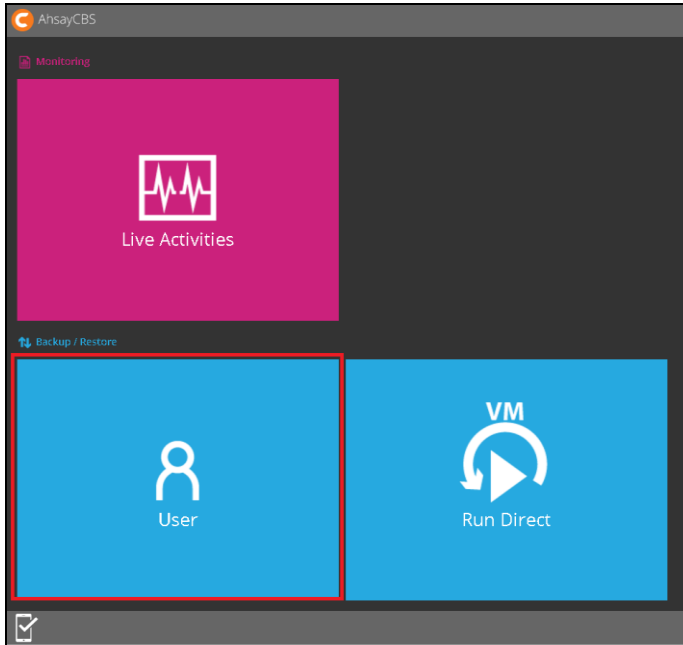 AhsayCBS
Monitoring
Live Activities
Backup / Restore
User
VM
Run Direct